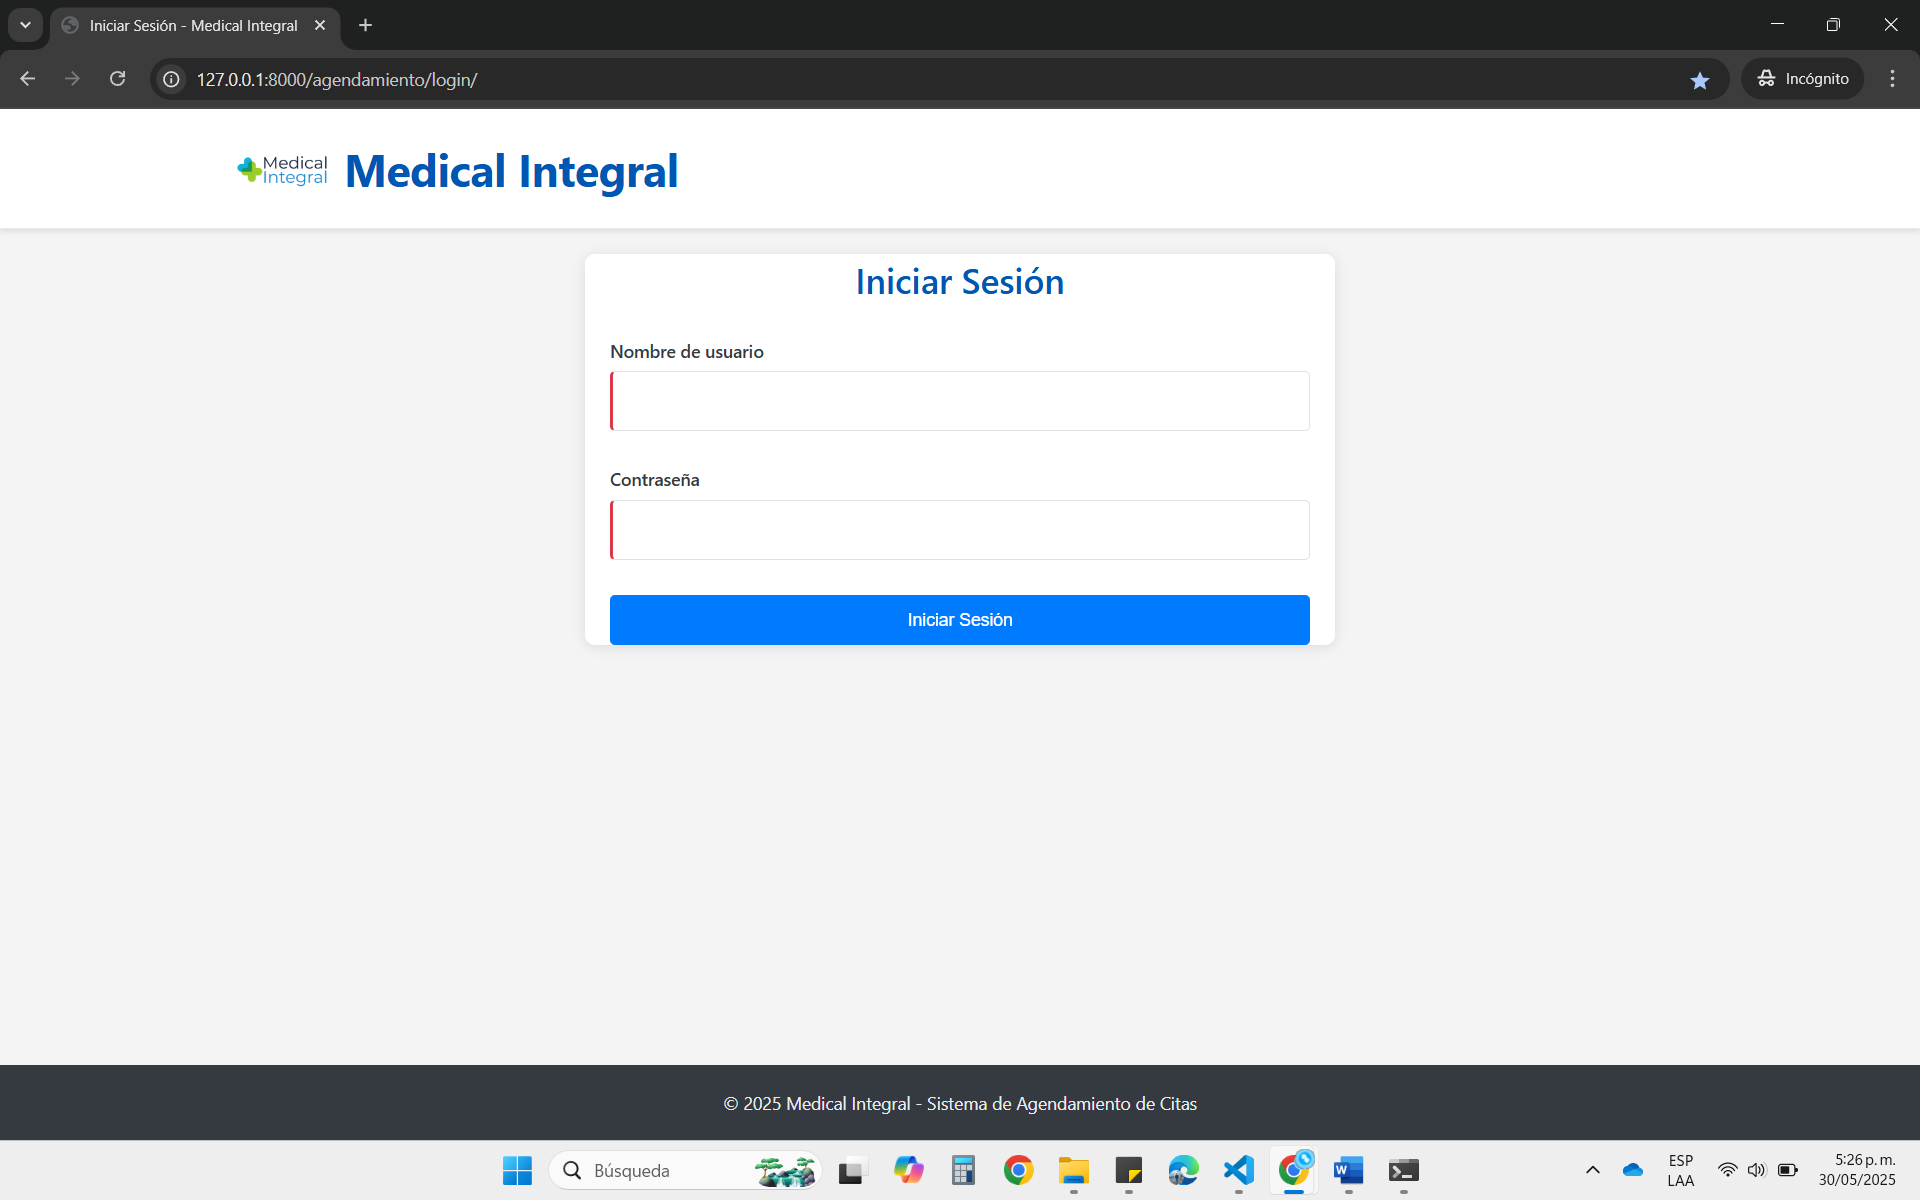 Iniciar Sesión - Medical Integral
127.0.0.1:8000/agendamiento/login/
Incógnito
Medical Integral
Medical Integral
Iniciar Sesión
Nombre de usuario
Contraseña
Iniciar Sesión
© 2025 Medical Integral - Sistema de Agendamiento de Citas
Búsqueda
ESP
LAA
5:26 p. m.
30/05/2025